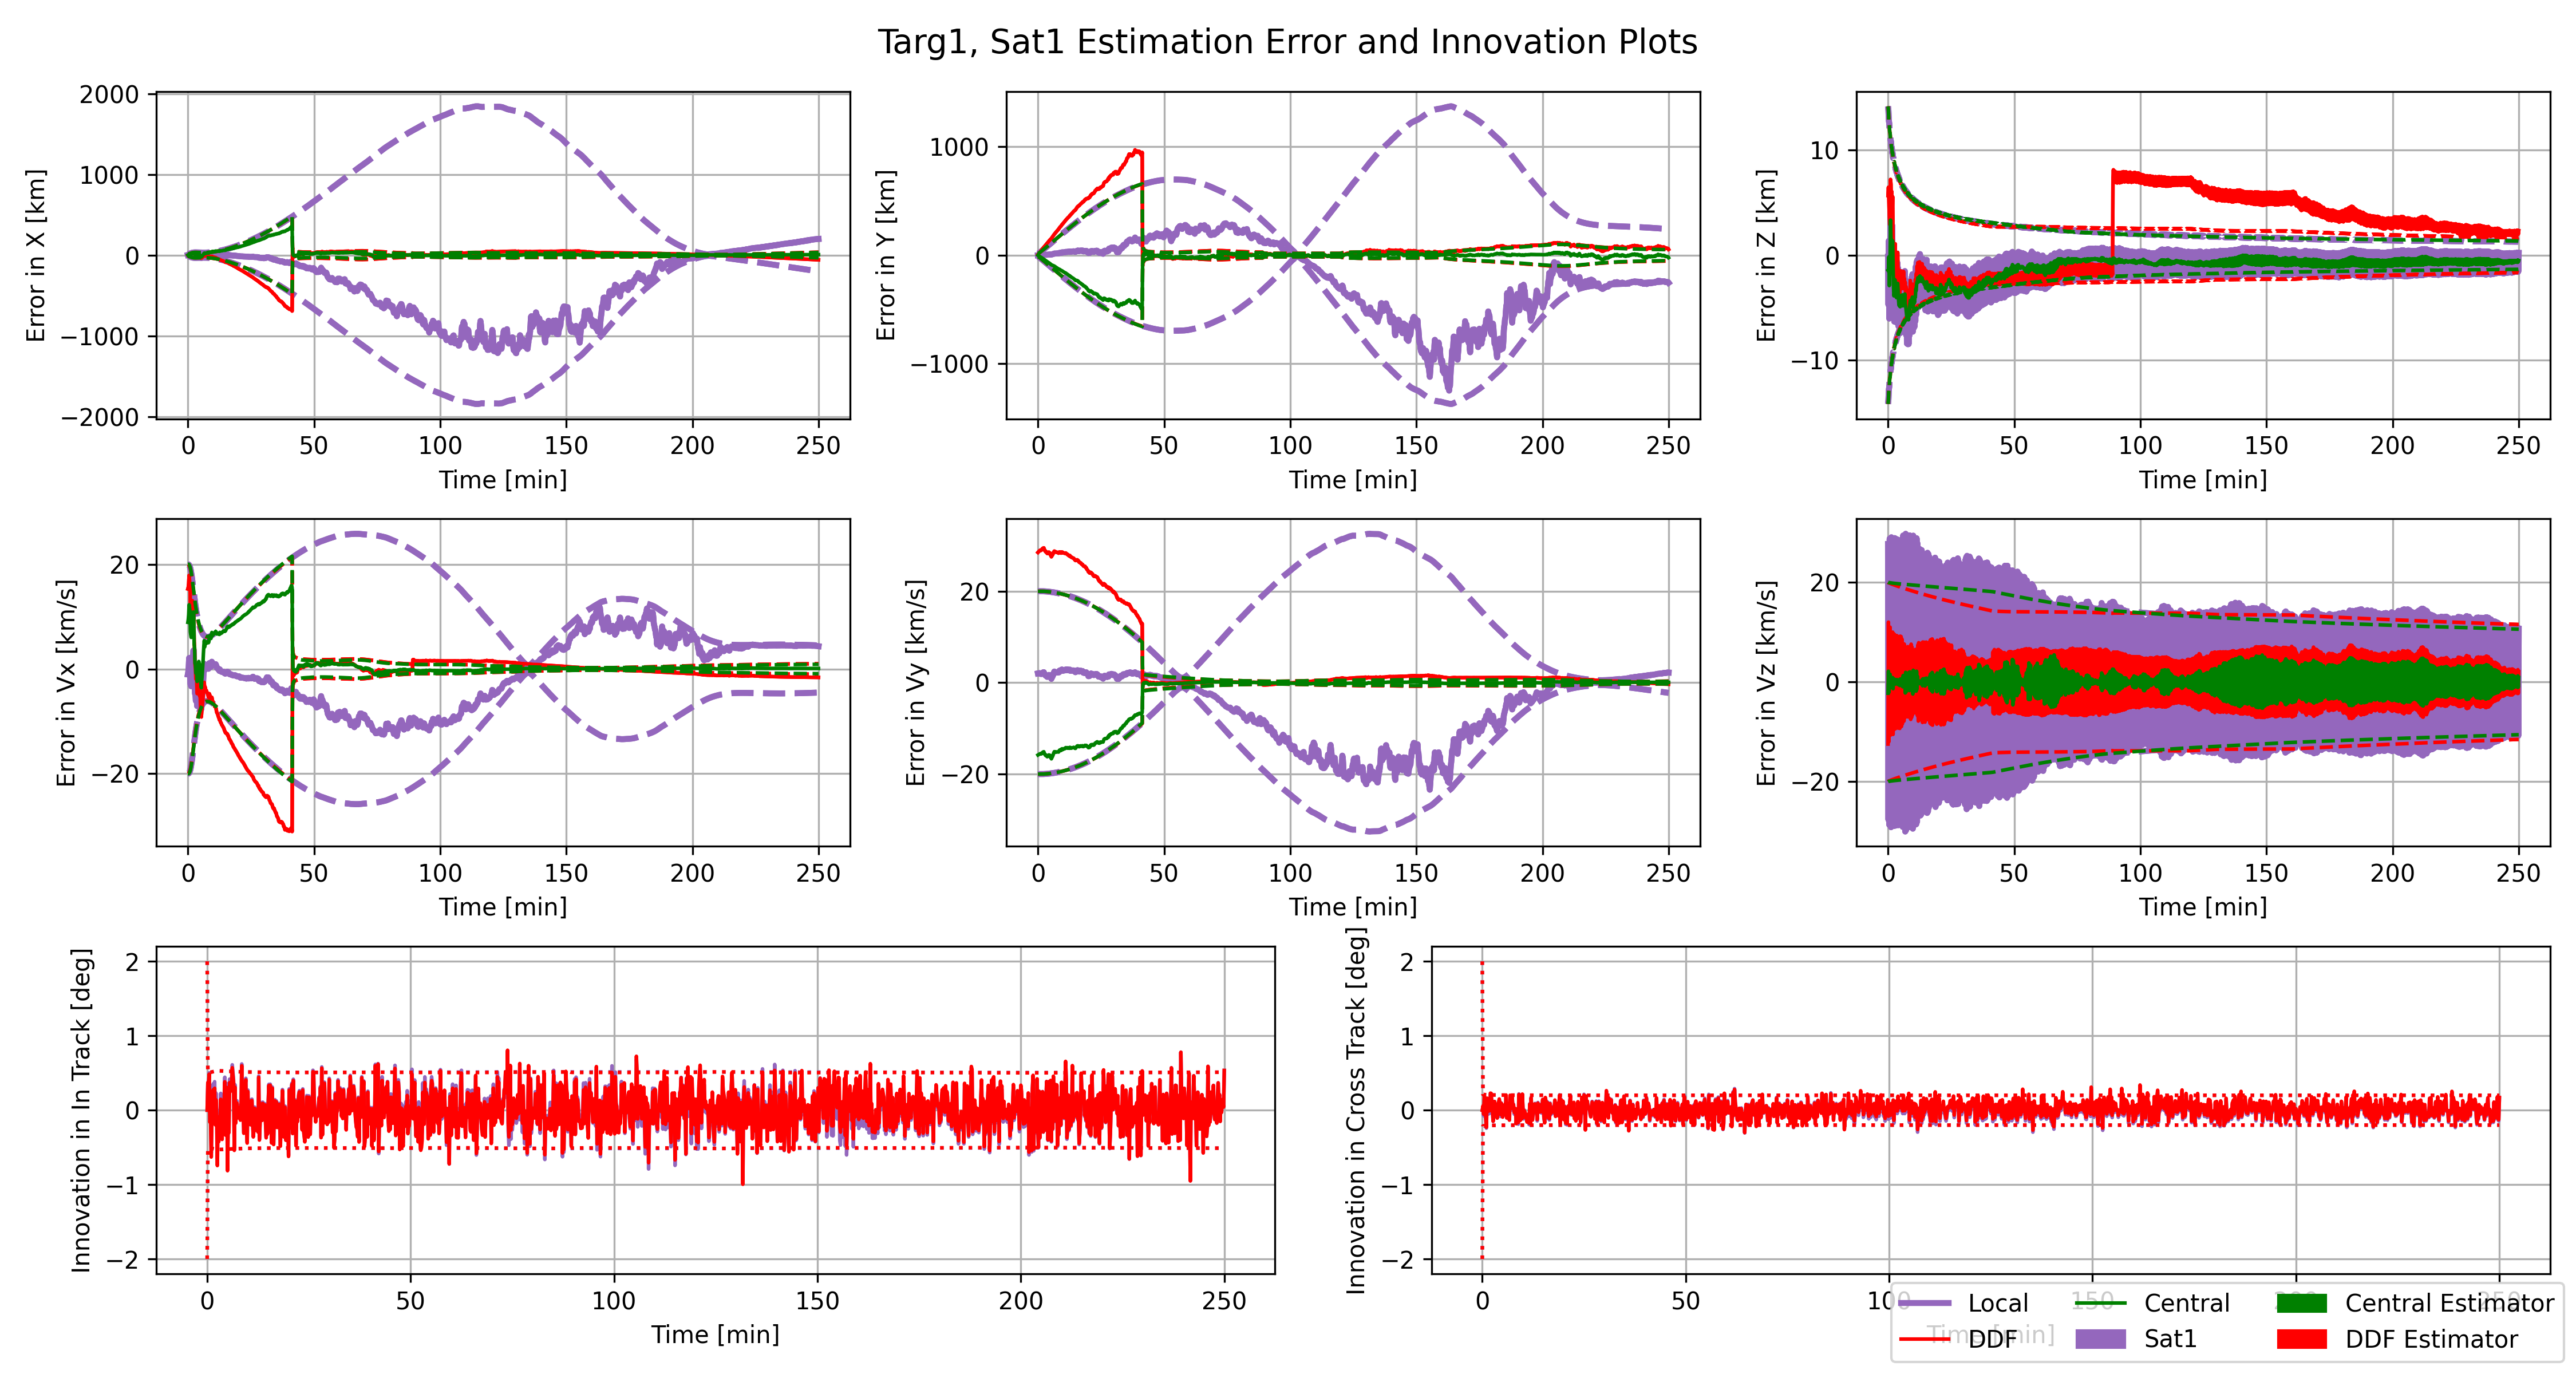 Targ1, Sat1 Estimation Error and Innovation Plots
Error in X [km]
2000
1000
0
−1000
−2000
0 50 100 150 200 250
Time [min]
Error in Y [km]
1000
0
−1000
0 50 100 150 200 250
Time [min]
Error in Z [km]
10
0
−10
0 50 100 150 200 250
Time [min]
Error in Vx [km/s]
20
0
−20
0 50 100 150 200 250
Time [min]
Error in Vy [km/s]
20
0
−20
0 50 100 150 200 250
Time [min]
Error in Vz [km/s]
20
0
−20
0 50 100 150 200 250
Time [min]
Innovation in In Track [deg]
2
1
0
−1
−2
0 50 100 150 200 250
Time [min]
Innovation in Cross Track [deg]
2
1
0
−1
−2
0 50 100 150 200 250
Time [min]
Local
DDF
Central
Sat1
Central Estimator
DDF Estimator